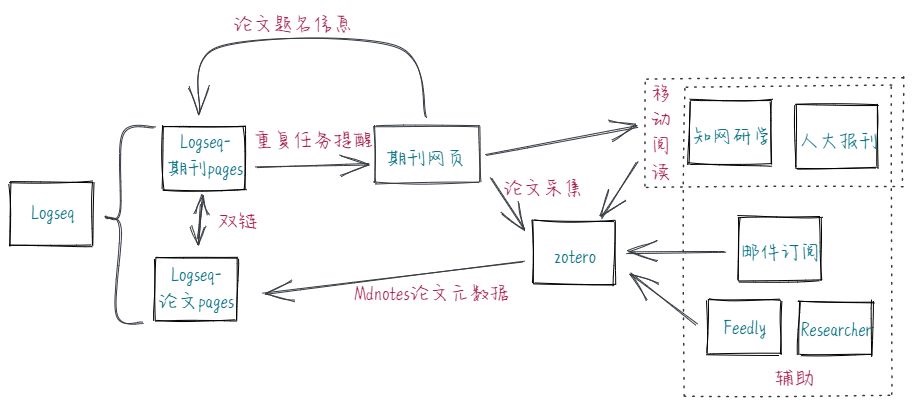 论文题名信息
移
动
阅
读
知网研学
人大报刊
Logseq-
期刊pages
重复任务提醒
期刊网页
论文采集
Logseq
双链
zotero
邮件订阅
Logseq-
论文pages
Mdnotes论文元数据
Feedly
Researcher
辅助